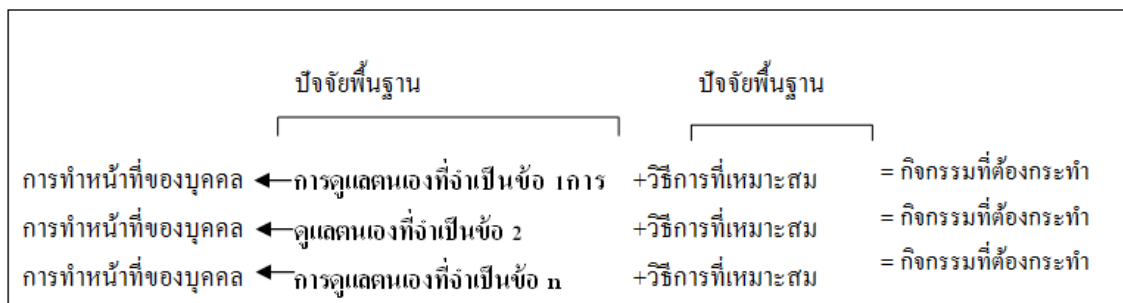 ปัจจัยพื้นฐาน ปัจจัยพื้นฐาน
การทำหน้าที่ของบุคคล การดูแลตนเองที่จำเป็นข้อ 1การ +วิธีการที่เหมาะสม = กิจกรรมที่ต้องกระทำ
การทำหน้าที่ของบุคคล ดูแลตนเองที่จำเป็นข้อ 2 +วิธีการที่เหมาะสม = กิจกรรมที่ต้องกระทำ
การทำหน้าที่ของบุคคล การดูแลตนเองที่จำเป็นข้อ n +วิธีการที่เหมาะสม = กิจกรรมที่ต้องกระทำ